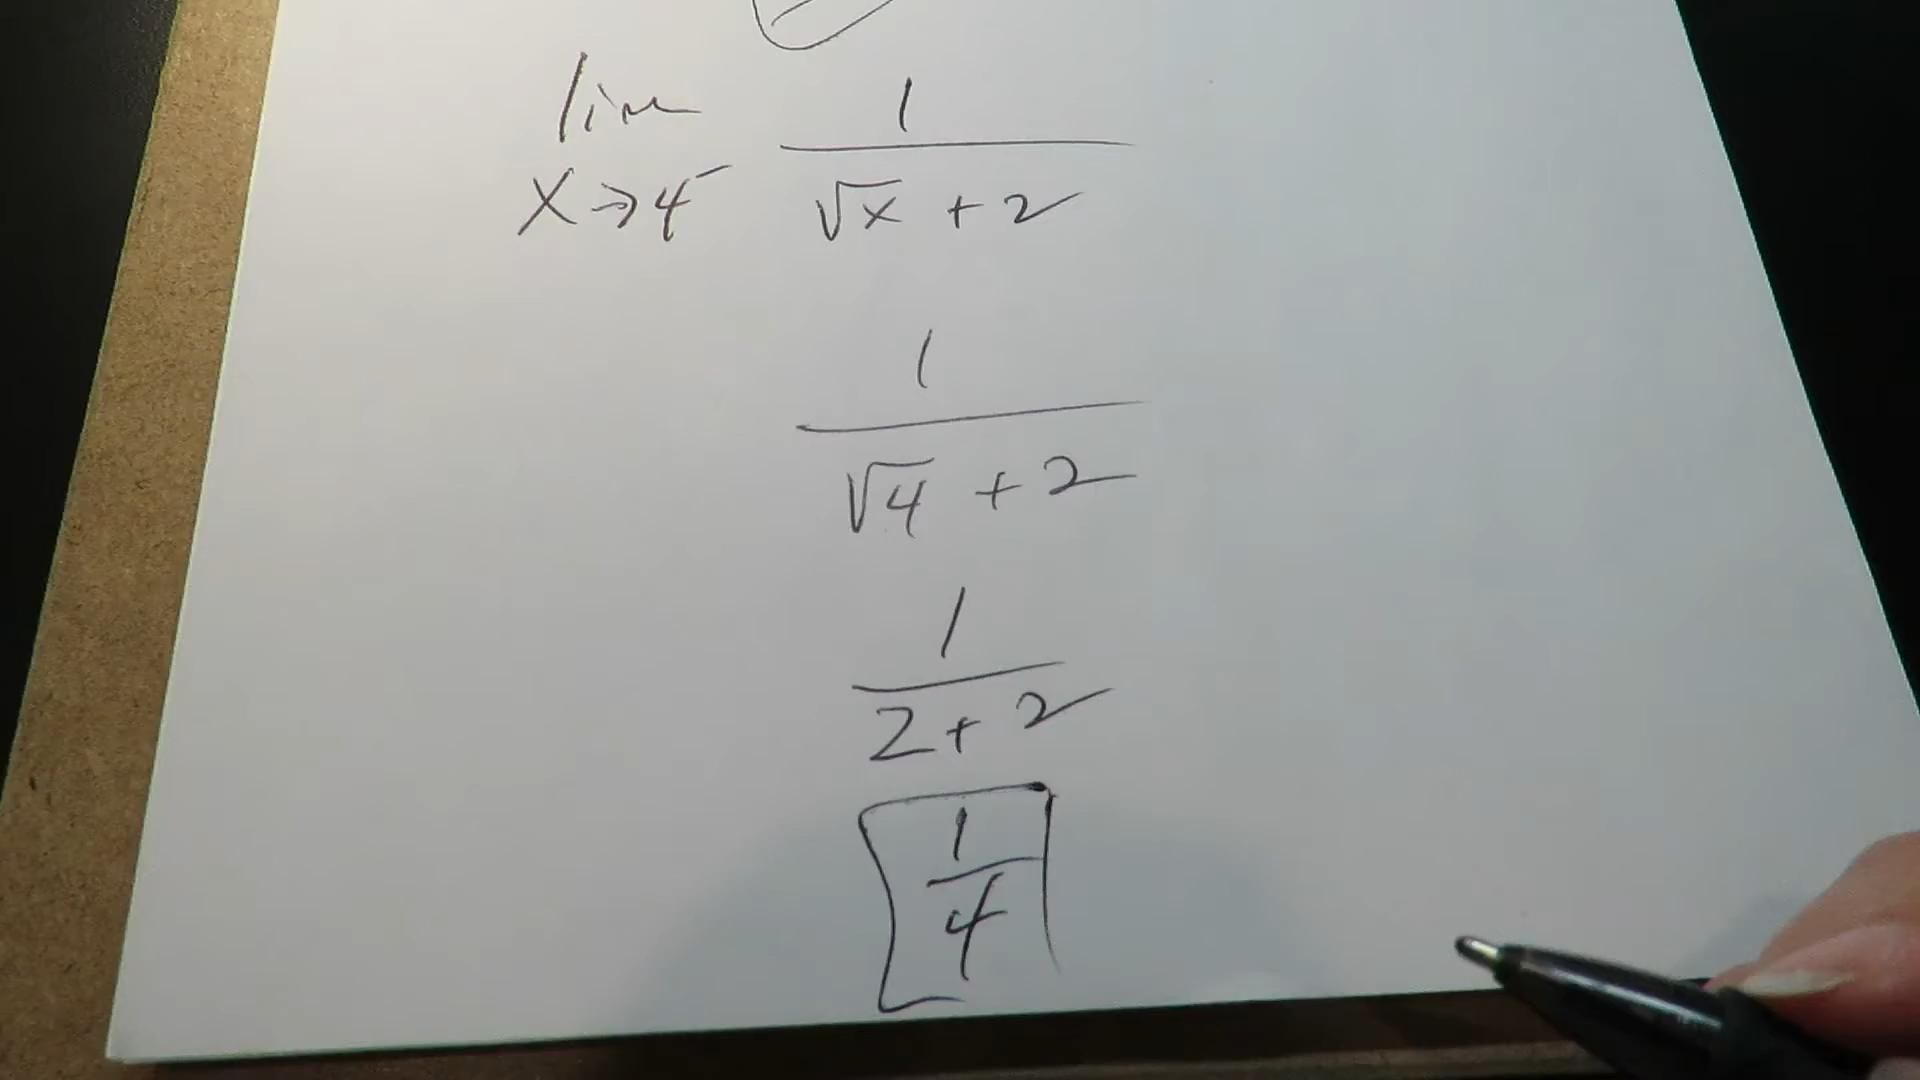 lim x→4⁻ 1/(√x + 2)
1/(√4 + 2)
1/(2 + 2)
1/4